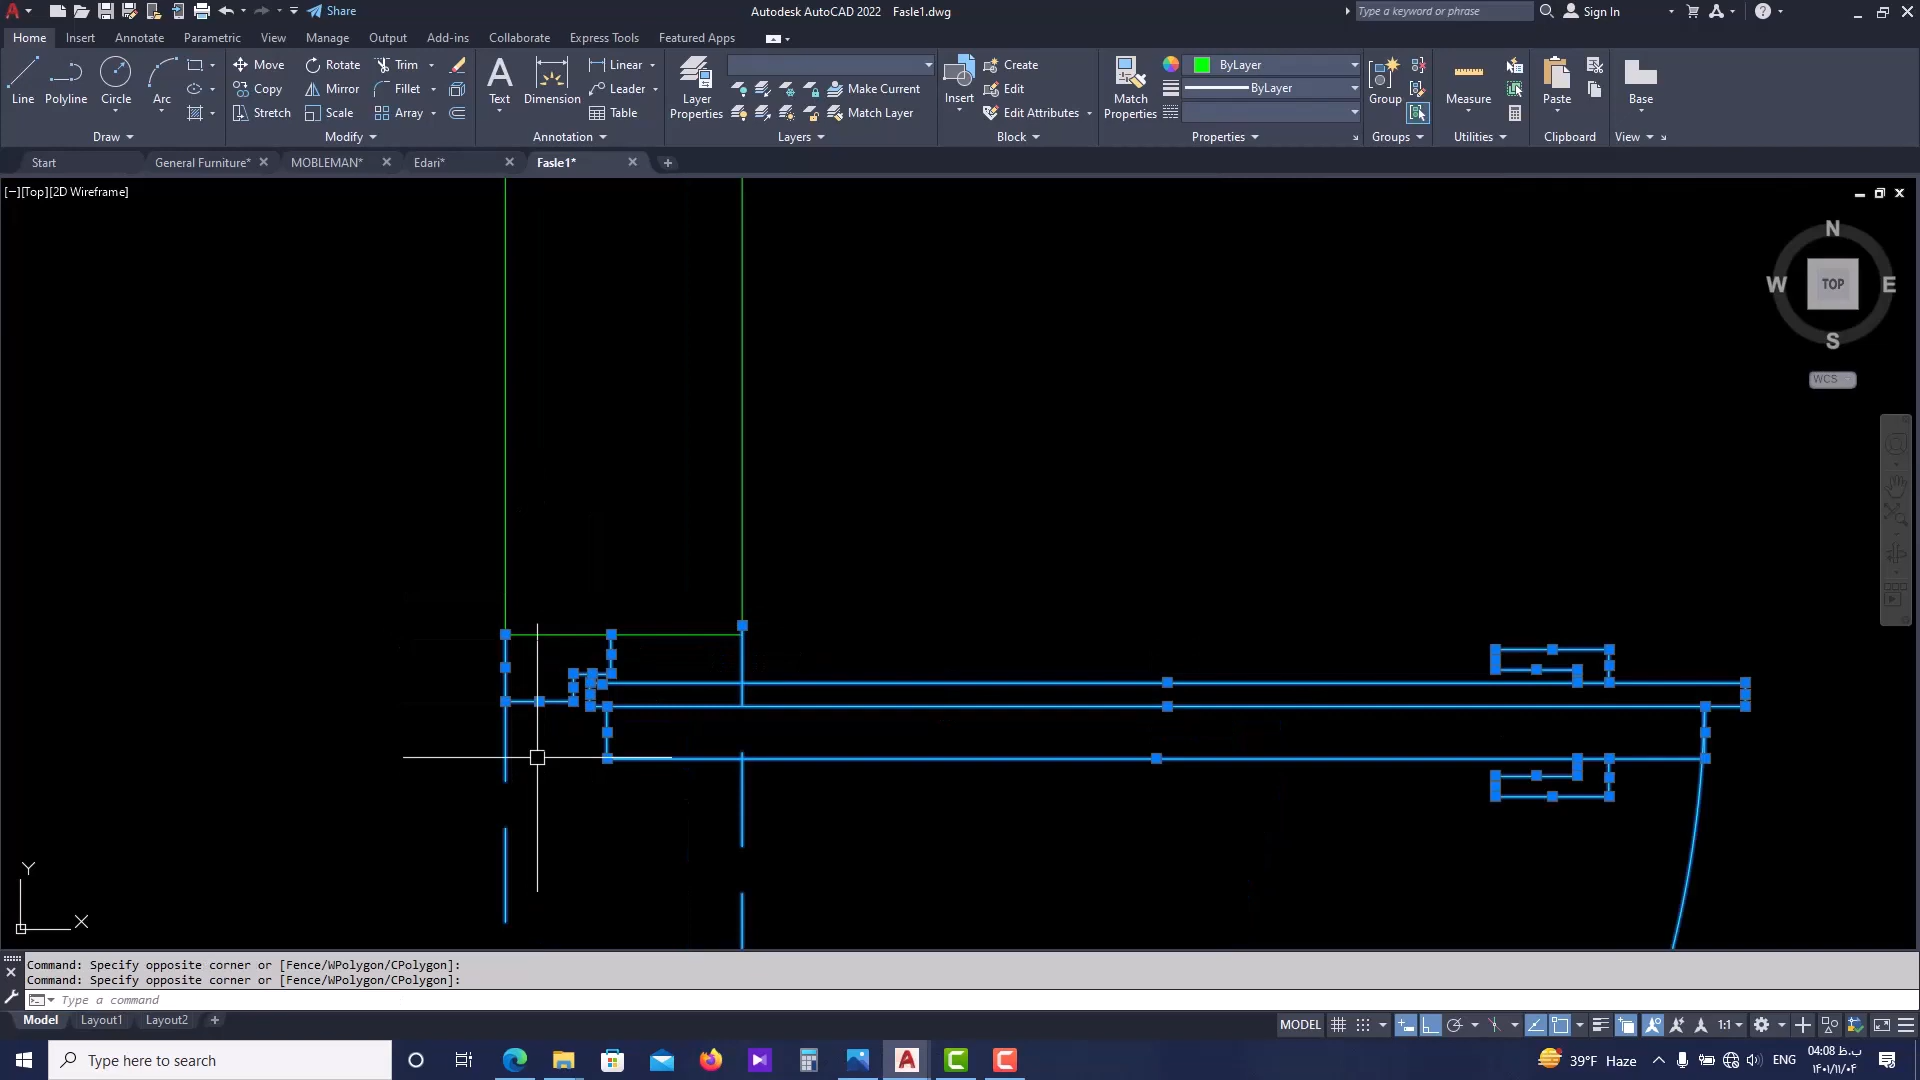 Share
Autodesk AutoCAD 2022 Fasle1.dwg
Type a keyword or phrase
Sign In
Home Insert Annotate Parametric View Manage Output Add-ins Collaborate Express Tools Featured Apps
Line Polyline Circle Arc
Move Rotate Trim
Copy Mirror Fillet
Stretch Scale Array
Text Dimension
Linear
Leader
Table
Layer Properties
Make Current
Match Layer
Insert
Create
Edit
Edit Attributes
Match Properties
ByLayer
ByLayer
Group
Measure
Paste
Base
Draw Modify Annotation Layers Block Properties Groups Utilities Clipboard View
Start General Furniture* MOBLEMAN* Edari* Fasle1*
[−][Top][2D Wireframe]
N
W TOP E
S
WCS
Y
X
Command: Specify opposite corner or [Fence/WPolygon/CPolygon]:
Command: Specify opposite corner or [Fence/WPolygon/CPolygon]:
Type a command
Model Layout1 Layout2
MODEL
1:1
Type here to search
39°F Haze
ENG
04:08 ب.ظ
۱۴۰۱/۱۱/۰۴